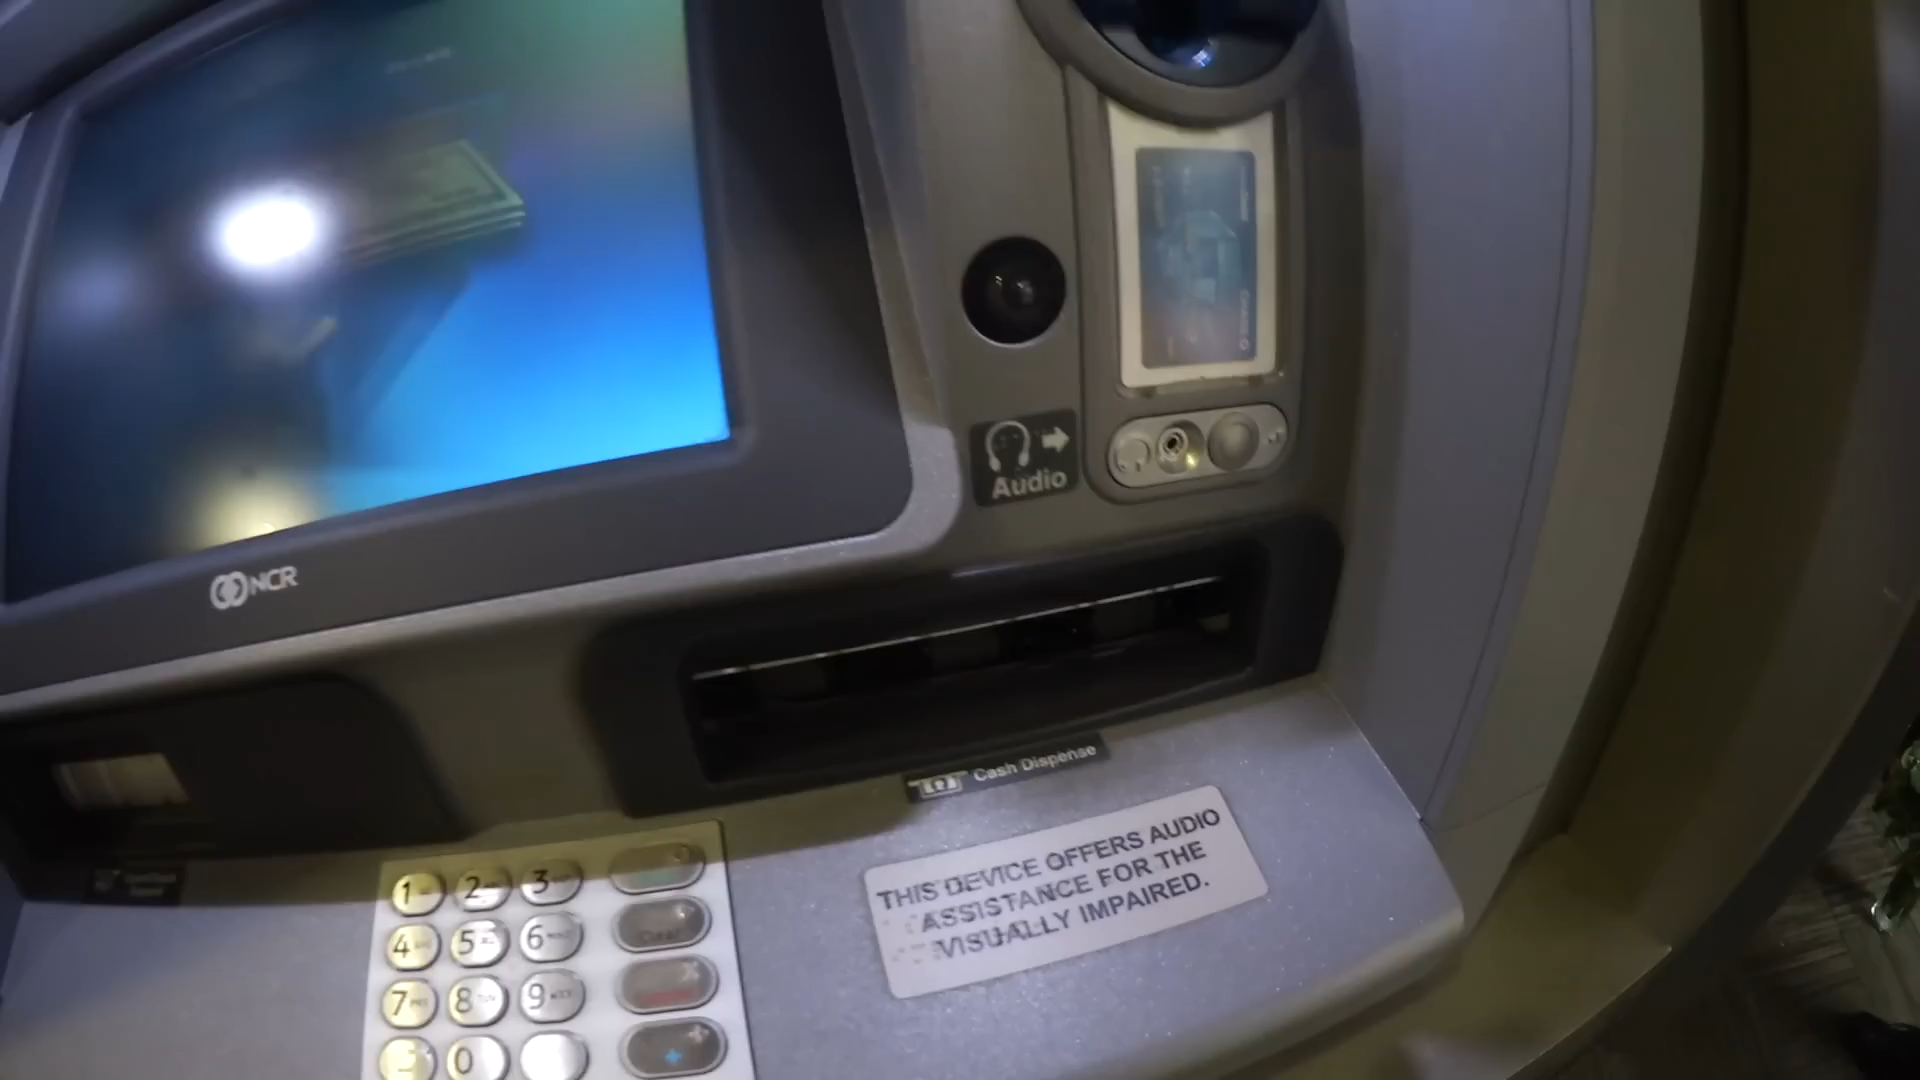 NCR
Audio
Cash Dispense
THIS DEVICE OFFERS AUDIO
ASSISTANCE FOR THE
VISUALLY IMPAIRED.
1
2
3
4
5
6
7
8
9
0